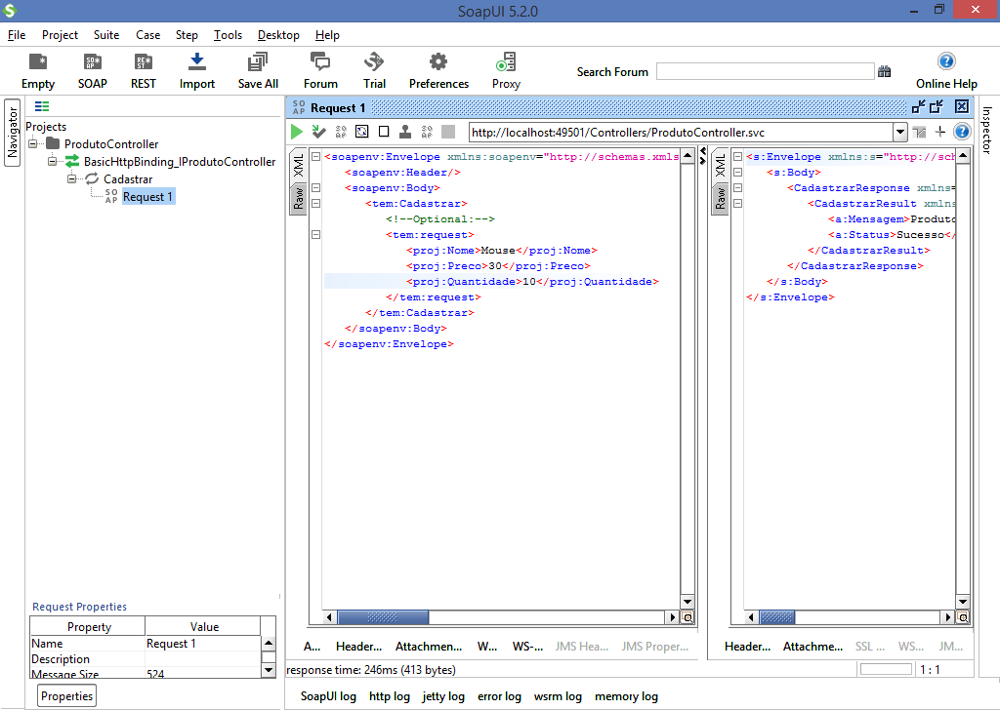 SoapUI 5.2.0
File Project Suite Case Step Tools Desktop Help
Empty SOAP REST Import Save All Forum Trial Preferences Proxy Search Forum Online Help
Navigator
Projects
ProdutoController
BasicHttpBinding_IProdutoController
Cadastrar
SO AP Request 1
SO AP Request 1
http://localhost:49501/Controllers/ProdutoController.svc
Inspector
XML
Raw
<soapenv:Envelope xmlns:soapenv="http://schemas.xmls
<soapenv:Header/>
<soapenv:Body>
<tem:Cadastrar>
<!--Optional:-->
<tem:request>
<proj:Nome>Mouse</proj:Nome>
<proj:Preco>30</proj:Preco>
<proj:Quantidade>10</proj:Quantidade>
</tem:request>
</tem:Cadastrar>
</soapenv:Body>
</soapenv:Envelope>
XML
Raw
<s:Envelope xmlns:s="http://sch
<s:Body>
<CadastrarResponse xmlns=
<CadastrarResult xmlns
<a:Mensagem>Produto
<a:Status>Sucesso</
</CadastrarResult>
</CadastrarResponse>
</s:Body>
</s:Envelope>
A... Header... Attachmen... W... WS-... JMS Hea... JMS Proper...
Header... Attachme... SSL ... WS... JM...
Request Properties
Property Value
Name Request 1
Description
Message Size 524
Properties
response time: 246ms (413 bytes)
1 : 1
SoapUI log http log jetty log error log wsrm log memory log